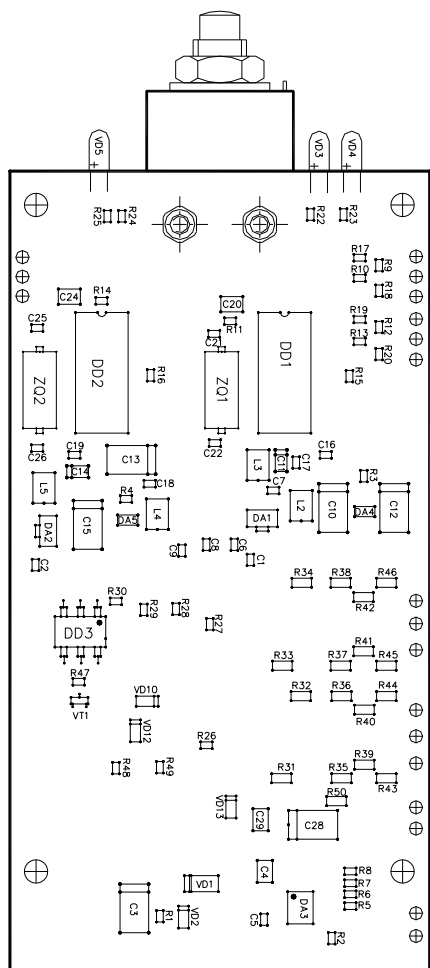 VD5
VD3
VD4
R25
R24
R22
R23
R17
R9
R10
R18
C24
R14
C20
R19
R12
C25
R11
C21
R13
R20
DD2
DD1
ZQ2
ZQ1
R16
R15
C26
C22
C19
C14
C13
C18
L3
C11
C17
C16
R3
L5
R4
C7
L2
C10
C12
DA2
C15
DA5
L4
DA1
DA4
C9
C8
C6
C1
C2
R34
R38
R46
R42
R30
R29
R28
R27
DD3
R41
R33
R37
R45
R47
R32
R36
R44
VT1
VD10
R40
VD12
R26
R39
R48
R49
R31
R35
R43
VD13
R50
C29
C28
C4
R8
R7
VD1
R6
R5
C3
R1
VD2
C5
DA3
R2